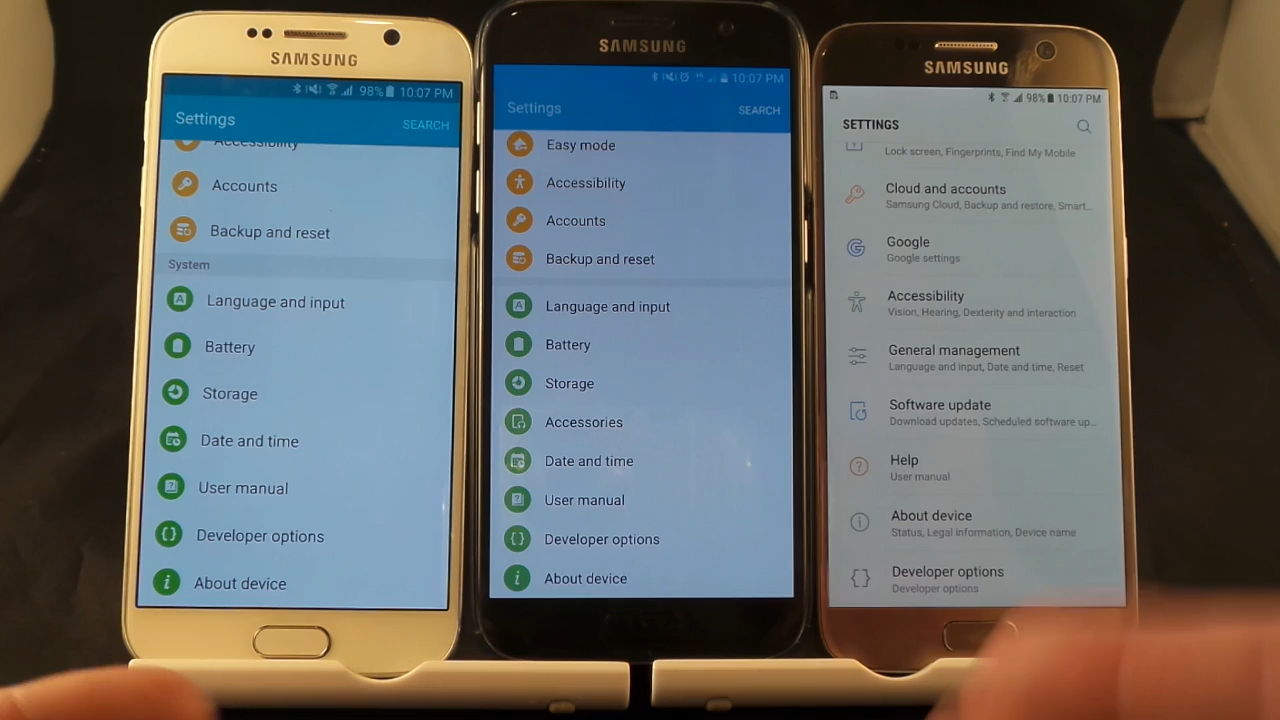 SAMSUNG
98% 10:07 PM
Settings
SEARCH
Accessibility
Accounts
Backup and reset
System
Language and input
Battery
Storage
Date and time
User manual
Developer options
About device
SAMSUNG
10:07 PM
Settings
SEARCH
Easy mode
Accessibility
Accounts
Backup and reset
Language and input
Battery
Storage
Accessories
Date and time
User manual
Developer options
About device
SAMSUNG
98% 10:07 PM
SETTINGS
Lock screen, Fingerprints, Find My Mobile
Cloud and accounts
Samsung Cloud, Backup and restore, Smart...
Google
Google settings
Accessibility
Vision, Hearing, Dexterity and interaction
General management
Language and input, Date and time, Reset
Software update
Download updates, Scheduled software up...
Help
User manual
About device
Status, Legal information, Device name
Developer options
Developer options